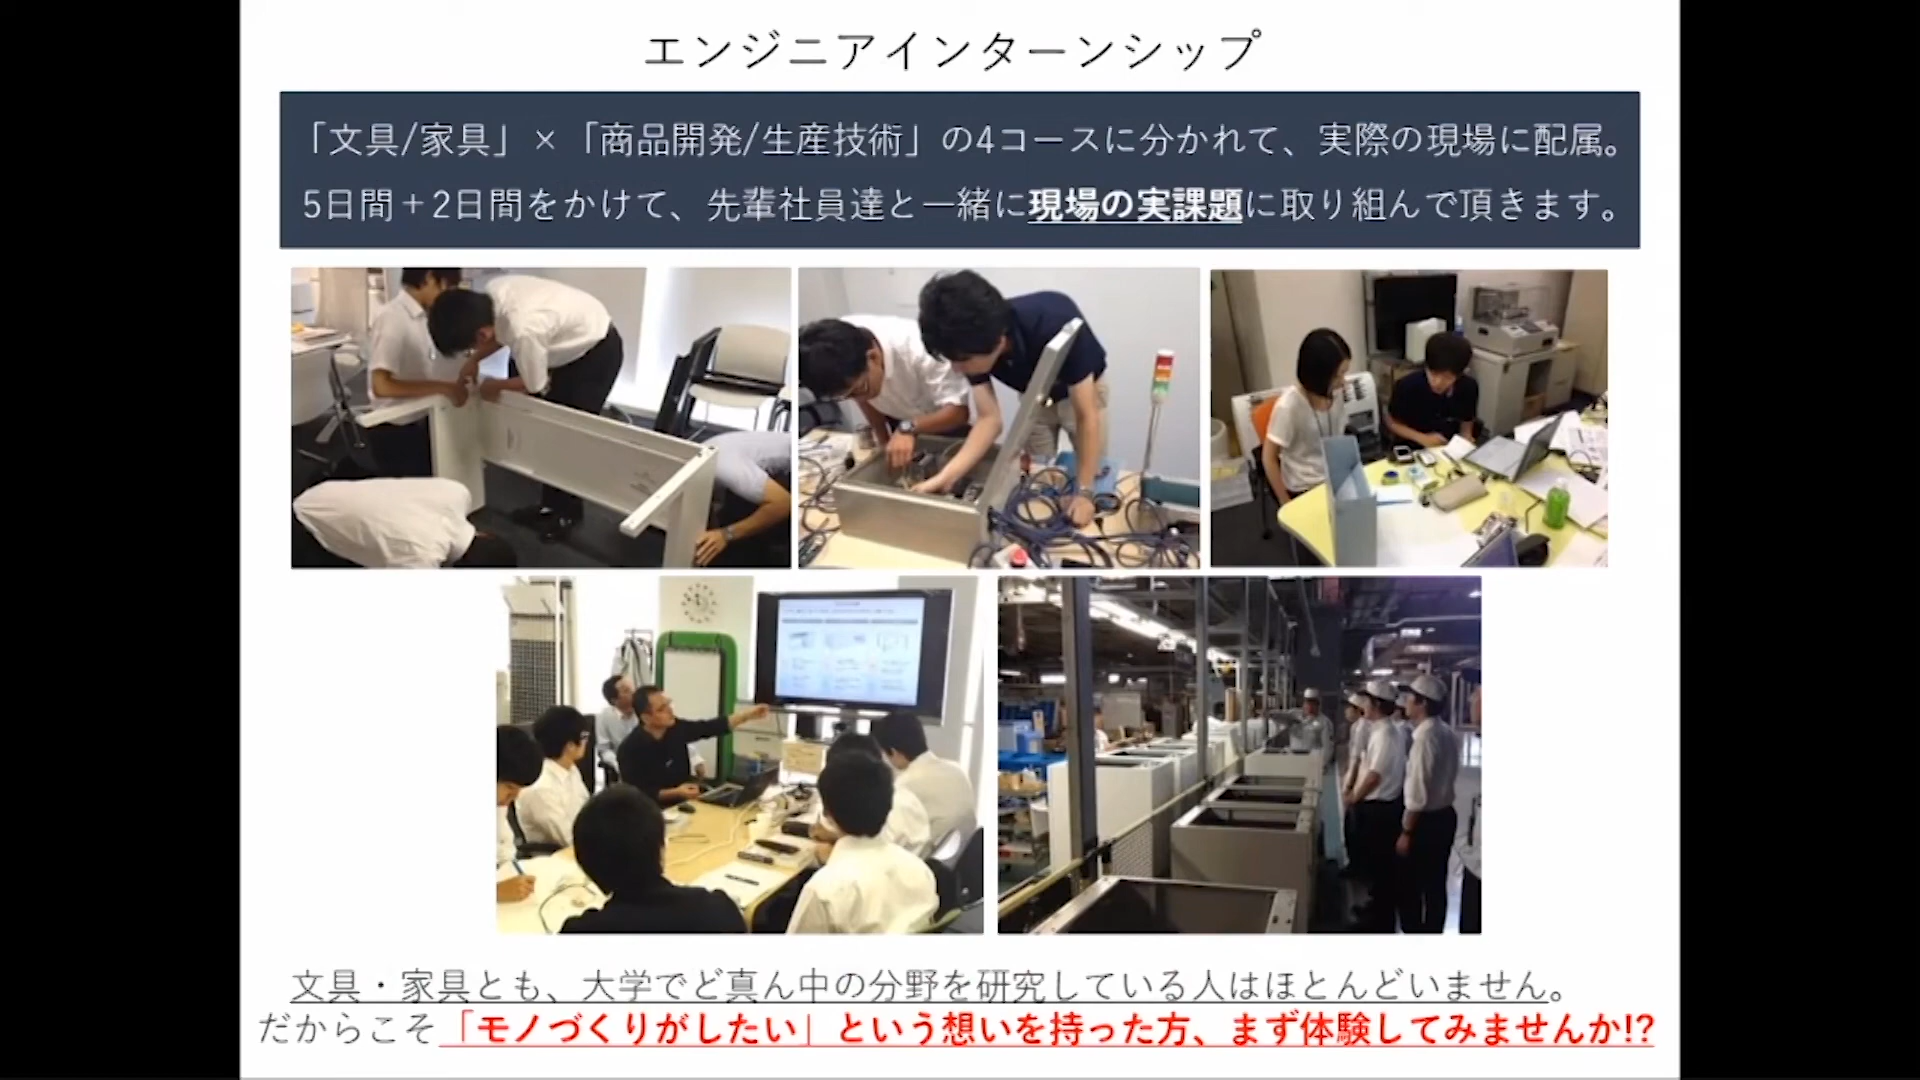 エンジニアインターンシップ
「文具/家具」×「商品開発/生産技術」の4コースに分かれて、実際の現場に配属。
5日間＋2日間をかけて、先輩社員達と一緒に現場の実課題に取り組んで頂きます。
文具・家具とも、大学でど真ん中の分野を研究している人はほとんどいません。
だからこそ「モノづくりがしたい」という想いを持った方、まず体験してみませんか!?